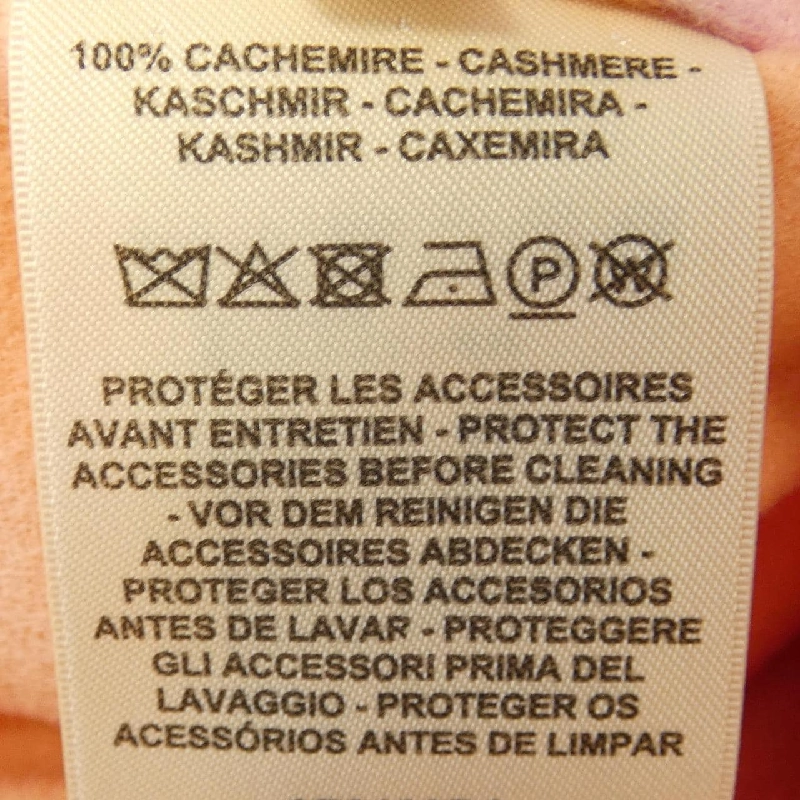 100% CACHEMIRE - CASHMERE -
KASCHMIR - CACHEMIRA -
KASHMIR - CAXEMIRA
P W
PROTÉGER LES ACCESSOIRES
AVANT ENTRETIEN - PROTECT THE
ACCESSORIES BEFORE CLEANING
- VOR DEM REINIGEN DIE
ACCESSOIRES ABDECKEN -
PROTEGER LOS ACCESORIOS
ANTES DE LAVAR - PROTEGGERE
GLI ACCESSORI PRIMA DEL
LAVAGGIO - PROTEGER OS
ACESSÓRIOS ANTES DE LIMPAR